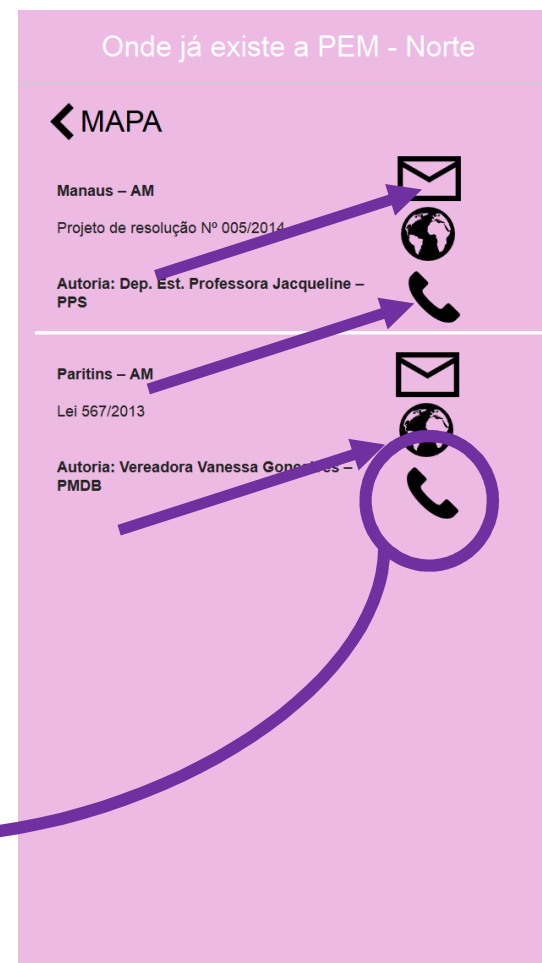 Onde já existe a PEM - Norte
MAPA
Manaus – AM
Projeto de resolução Nº 005/2014
Autoria: Dep. Est. Professora Jacqueline –
PPS
Paritins – AM
Lei 567/2013
Autoria: Vereadora Vanessa Gonçalves –
PMDB